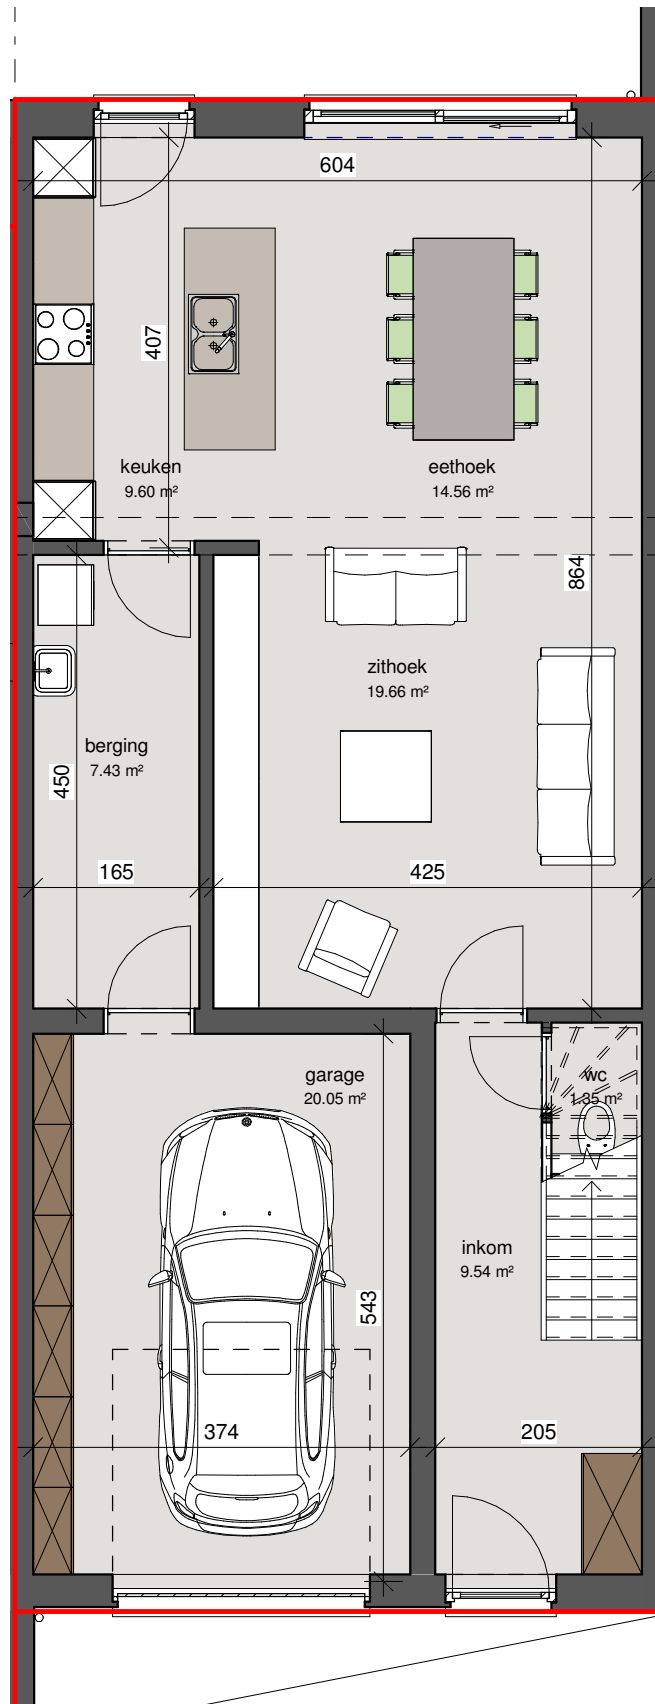 604
407
keuken
9.60 m²
eethoek
14.56 m²
864
zithoek
19.66 m²
berging
7.43 m²
450
165
425
garage
20.05 m²
wc
1.35 m²
inkom
9.54 m²
543
374
205